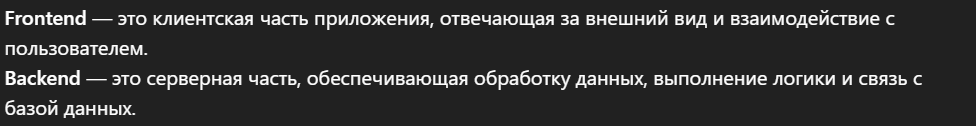 Frontend — это клиентская часть приложения, отвечающая за внешний вид и взаимодействие с
пользователем.
Backend — это серверная часть, обеспечивающая обработку данных, выполнение логики и связь с
базой данных.